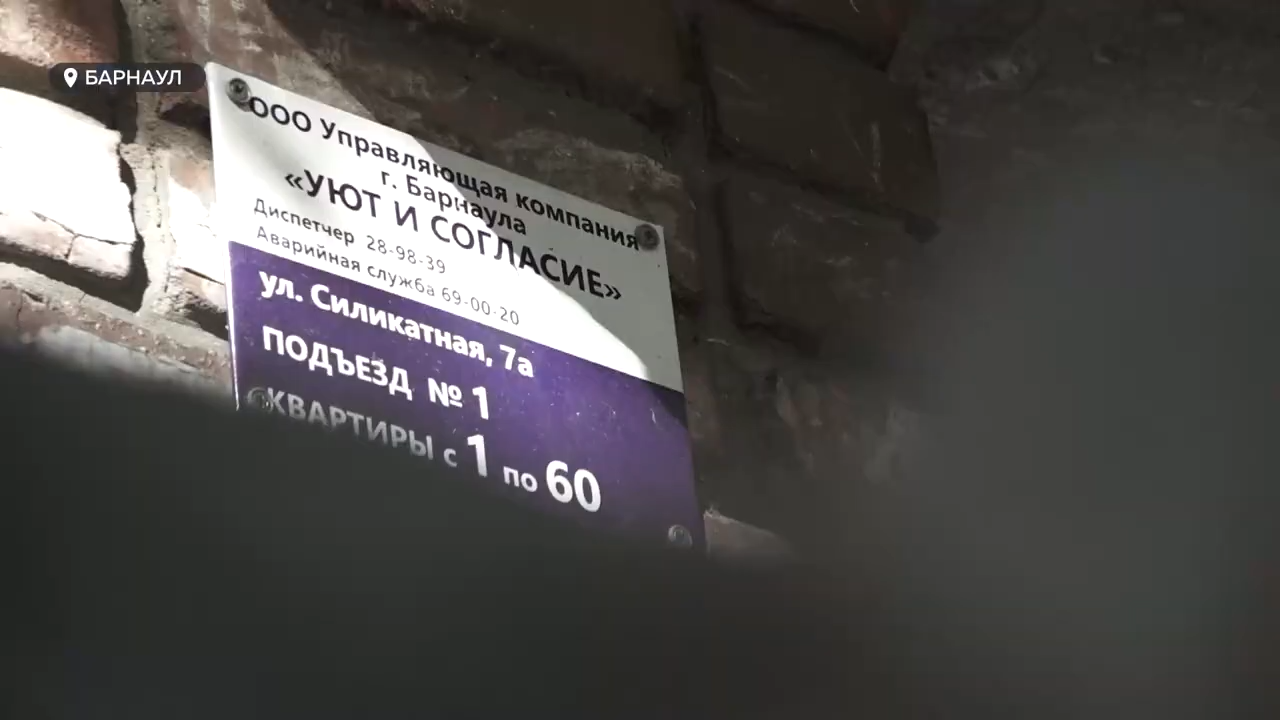 БАРНАУЛ
ООО Управляющая компания
г. Барнаула
«УЮТ И СОГЛАСИЕ»
Диспетчер 28-98-39
Аварийная служба 69-00-20
ул. Силикатная, 7а
ПОДЪЕЗД № 1
КВАРТИРЫ с 1 по 60